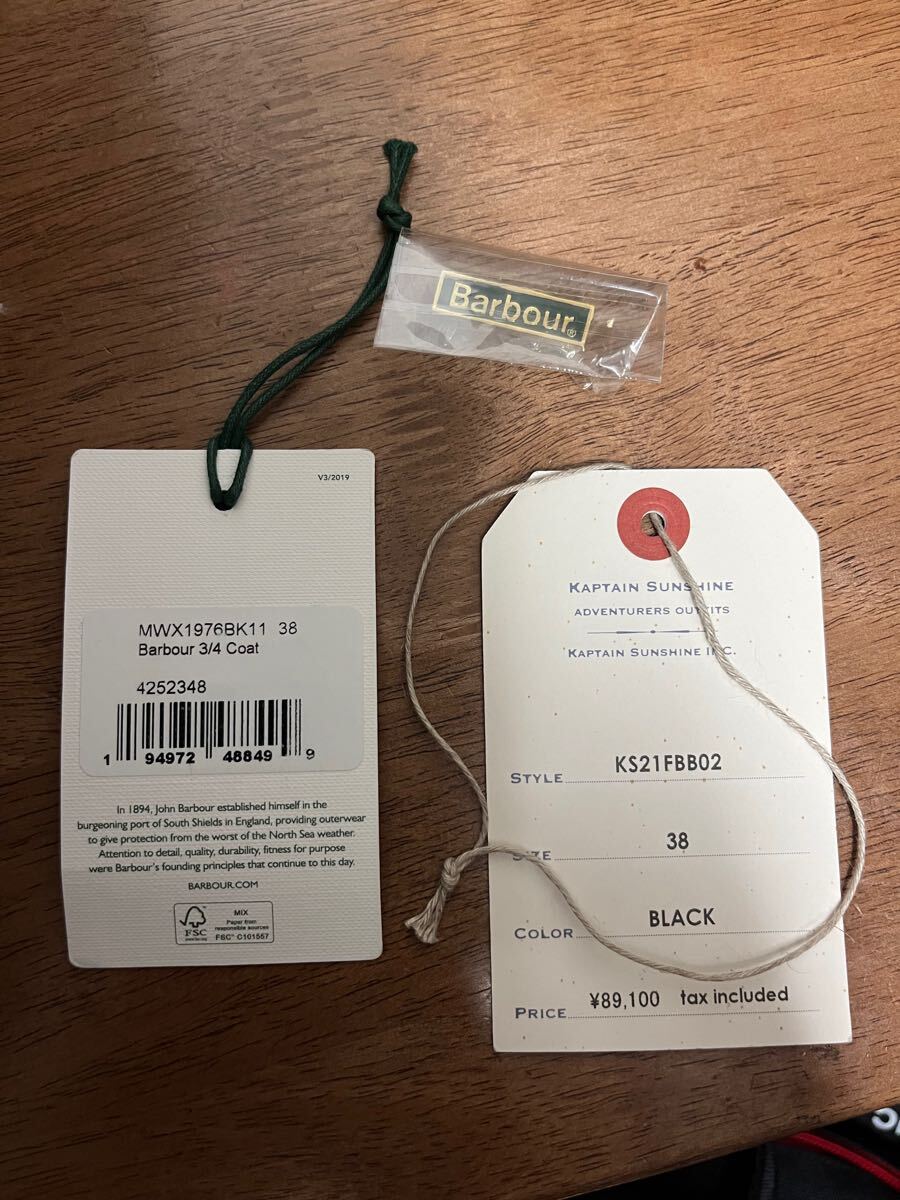 Barbour®
V3/2019
MWX1976BK11 38
Barbour 3/4 Coat
4252348
1 94972 48849 9
In 1894, John Barbour established himself in the
burgeoning port of South Shields in England, providing outerwear
to give protection from the worst of the North Sea weather.
Attention to detail, quality, durability, fitness for purpose
were Barbour's founding principles that continue to this day.
BARBOUR.COM
FSC
www.fsc.org
MIX
Paper from
responsible sources
FSC® C101557
KAPTAIN SUNSHINE
ADVENTURERS OUTFITS
KAPTAIN SUNSHINE INC.
STYLE KS21FBB02
SIZE 38
COLOR BLACK
PRICE ¥89,100 tax included